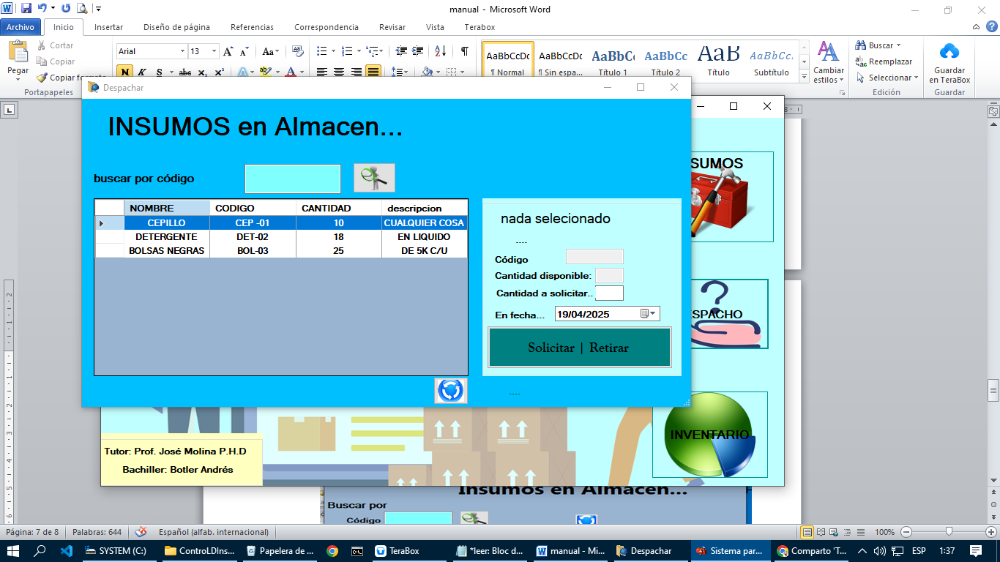 manual - Microsoft Word
Archivo Inicio Insertar Diseño de página Referencias Correspondencia Revisar Vista Terabox
Pegar
Cortar
Copiar
Copiar formato
Portapapeles
Arial 13
N K S abc x₂ x² A
AaBbCcDc AaBbCcDc AaBbC AaBbCc AaB AaBbCc.
¶ Normal ¶ Sin espa... Título 1 Título 2 Título Subtítulo
Cambiar estilos
Buscar
Reemplazar
Seleccionar
Edición
Guardar en TeraBox
Guardar
Despachar
INSUMOS en Almacen...
buscar por código
NOMBRE CODIGO CANTIDAD descripcion
CEPILLO CEP -01 10 CUALQUIER COSA
DETERGENTE DET-02 18 EN LIQUIDO
BOLSAS NEGRAS BOL-03 25 DE 5K C/U
nada selecionado
----
Código
Cantidad disponible:
Cantidad a solicitar..
En fecha... 19/04/2025
Solicitar | Retirar
----
SUMOS
ESPACHO
INVENTARIO
Tutor: Prof. José Molina P.H.D
Bachiller: Botler Andrés
Insumos en Almacen...
Buscar por
Código
Página: 7 de 8 Palabras: 644 Español (alfab. internacional) 100%
SYSTEM (C:) Control.DIns... Papelera de ... TeraBox *leer: Bloc d... manual - Mi... Despachar Sistema par... Comparto 'T... ESP 1:37